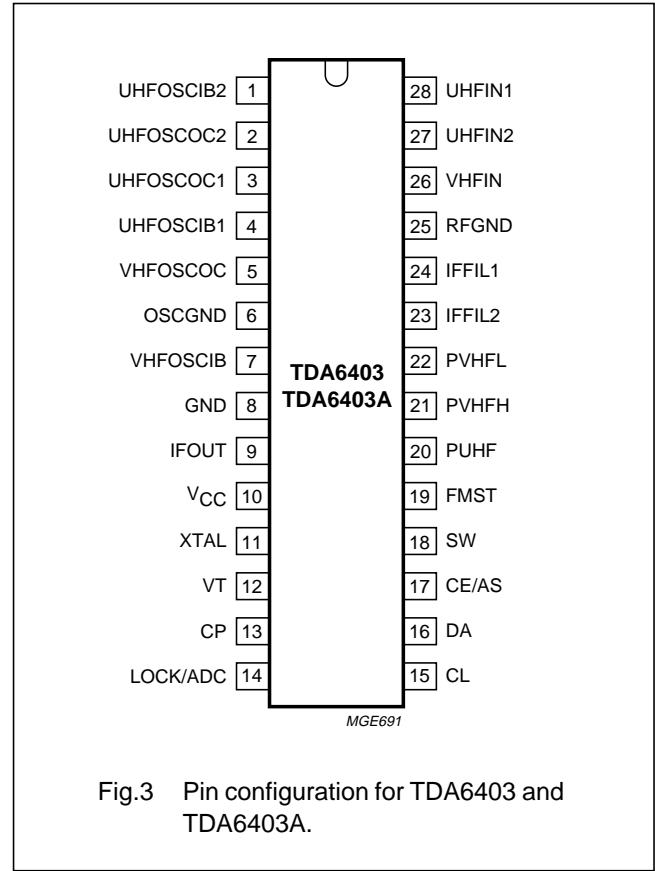 UHFOSCIB2 1 28 UHFIN1
UHFOSCOC2 2 27 UHFIN2
UHFOSCOC1 3 26 VHFIN
UHFOSCIB1 4 25 RFGND
VHFOSCOC 5 24 IFFIL1
OSCGND 6 23 IFFIL2
VHFOSCIB 7 22 PVHFL
TDA6403
TDA6403A
GND 8 21 PVHFH
IFOUT 9 20 PUHF
VCC 10 19 FMST
XTAL 11 18 SW
VT 12 17 CE/AS
CP 13 16 DA
LOCK/ADC 14 15 CL
MGE691
Fig.3 Pin configuration for TDA6403 and
TDA6403A.